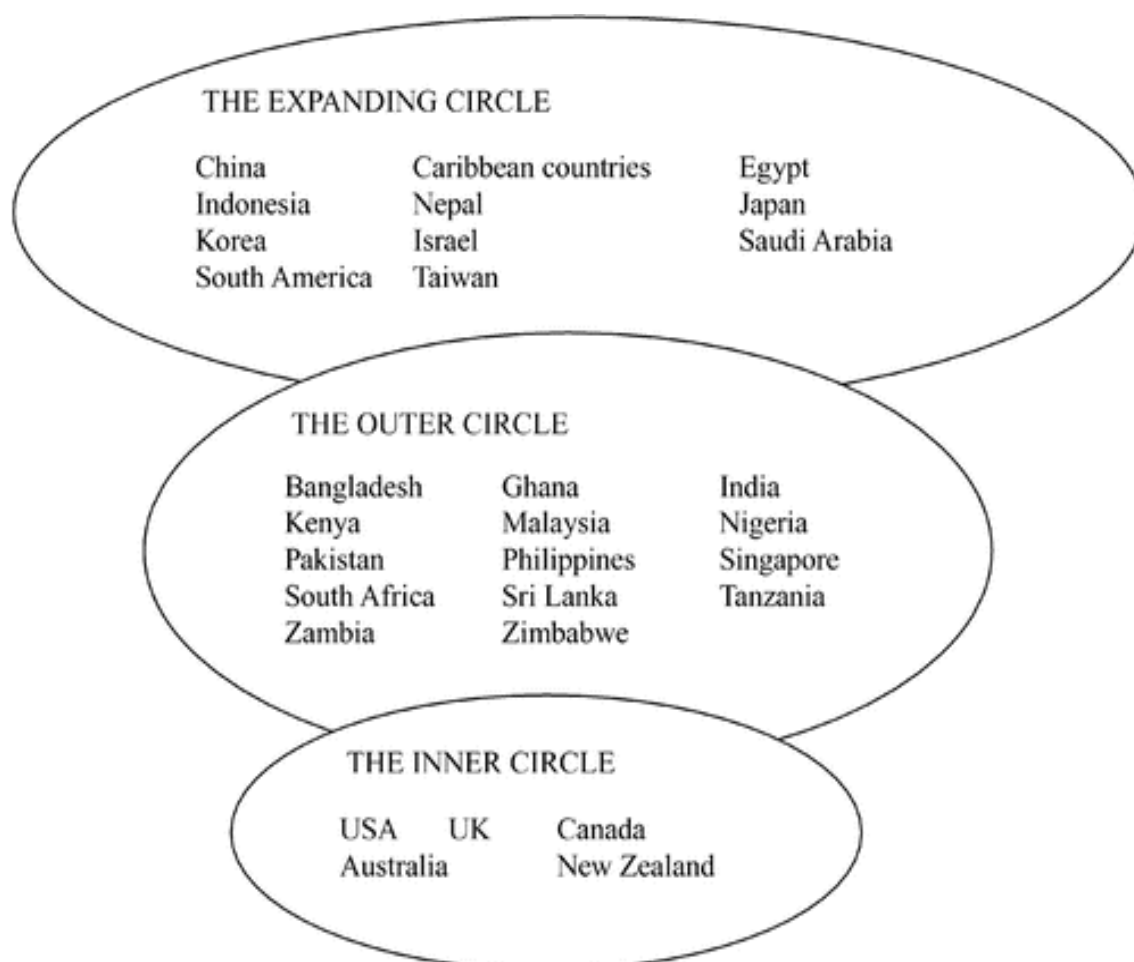 THE EXPANDING CIRCLE
China Caribbean countries Egypt
Indonesia Nepal Japan
Korea Israel Saudi Arabia
South America Taiwan
THE OUTER CIRCLE
Bangladesh Ghana India
Kenya Malaysia Nigeria
Pakistan Philippines Singapore
South Africa Sri Lanka Tanzania
Zambia Zimbabwe
THE INNER CIRCLE
USA UK Canada
Australia New Zealand